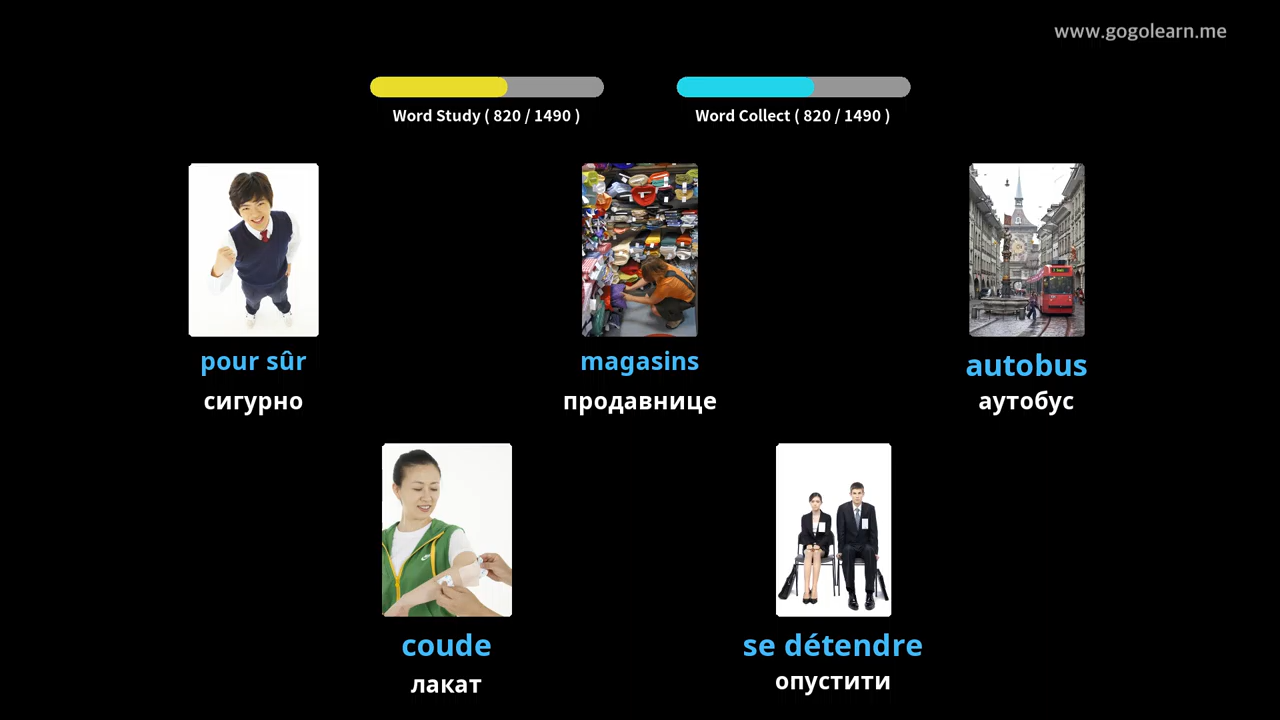 www.gogolearn.me
Word Study ( 820 / 1490 )
Word Collect ( 820 / 1490 )
pour sûr
сигурно
magasins
продавнице
autobus
аутобус
coude
лакат
se détendre
опустити